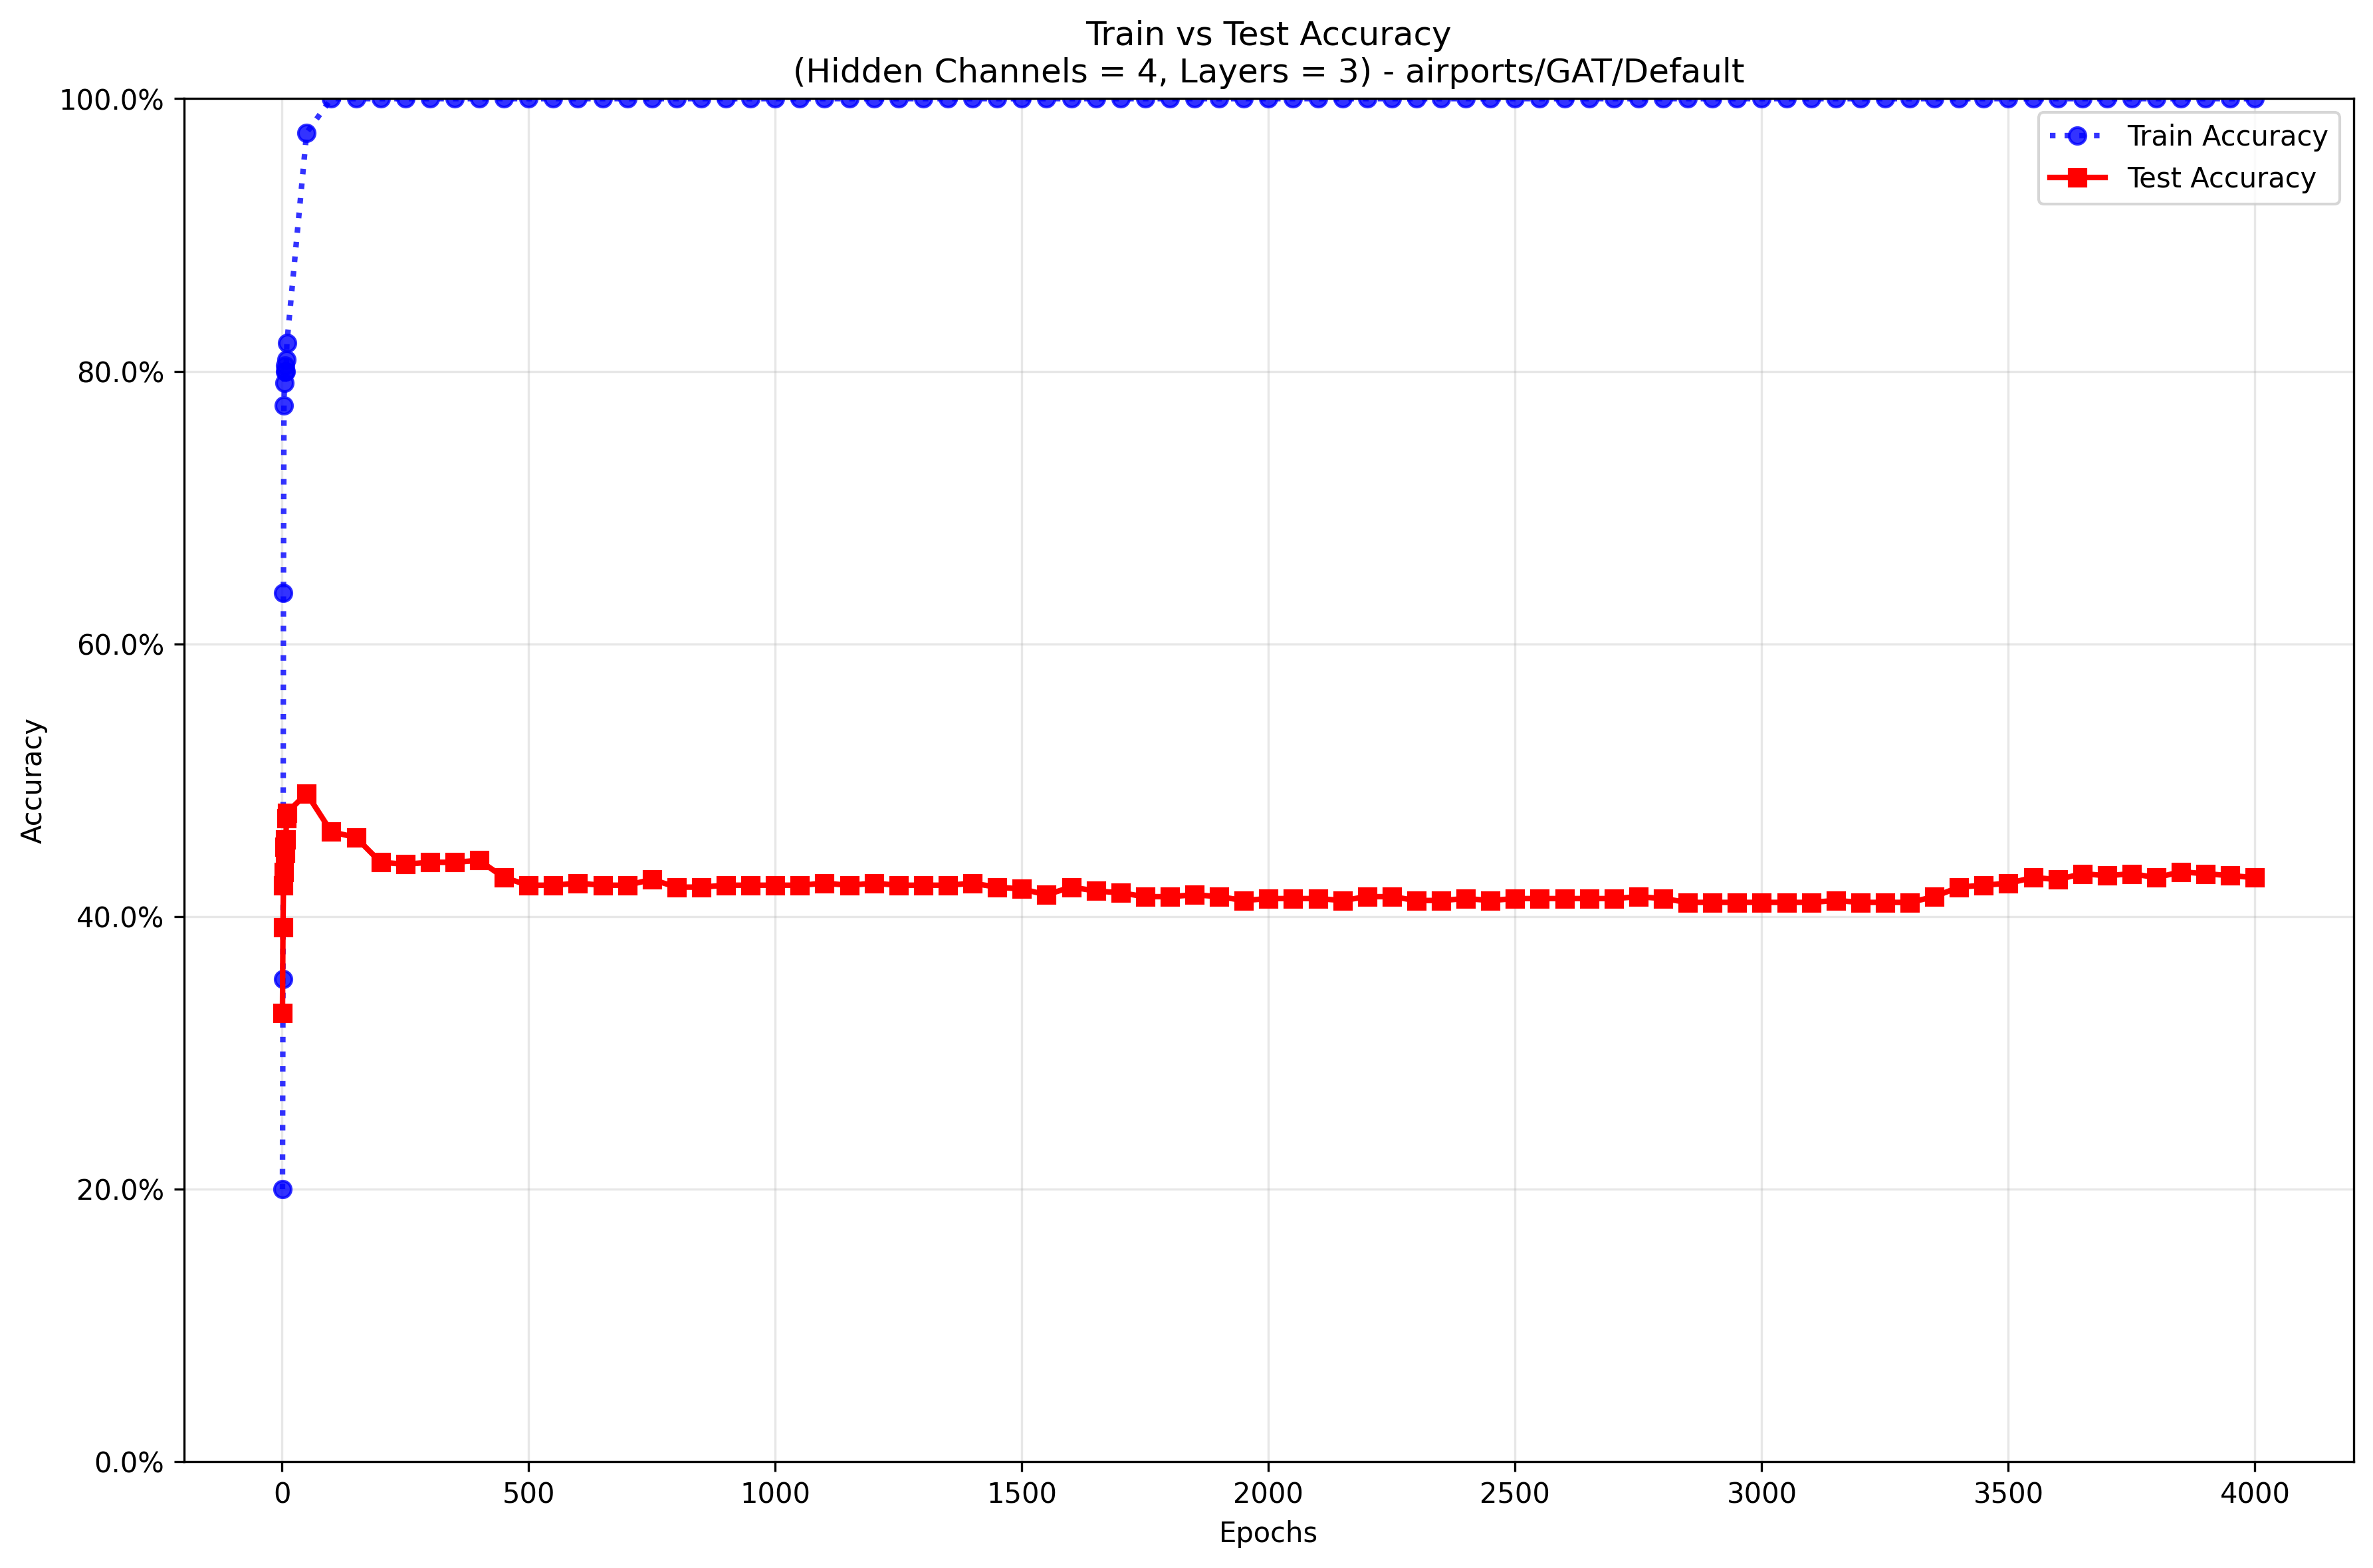 Train vs Test Accuracy
(Hidden Channels = 4, Layers = 3) - airports/GAT/Default
100.0%
80.0%
60.0%
40.0%
20.0%
0.0%
Accuracy
Train Accuracy
Test Accuracy
0 500 1000 1500 2000 2500 3000 3500 4000
Epochs